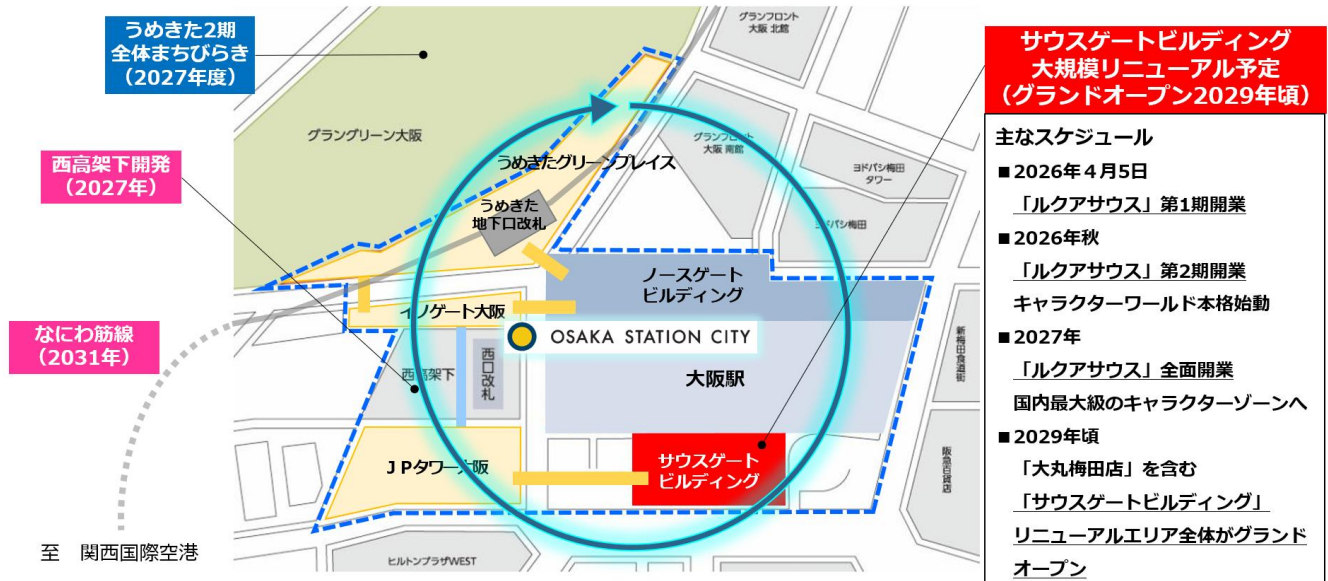 うめきた2期
全体まちびらき
（2027年度）
グランフロント
大阪 北館
グラングリーン大阪
グランフロント
大阪 南館
うめきたグリーンプレイス
ヨドバシ梅田
タワー
西高架下開発
（2027年）
うめきた
地下口改札
ヨドバシ梅田
ノースゲート
ビルディング
イノゲート大阪
なにわ筋線
（2031年）
OSAKA STATION CITY
新梅田食道街
西高架下
西口改札
大阪駅
JPタワー大阪
サウスゲート
ビルディング
阪急百貨店
至　関西国際空港
ヒルトンプラザWEST
サウスゲートビルディング
大規模リニューアル予定
（グランドオープン2029年頃）
主なスケジュール
■2026年４月5日
「ルクアサウス」第1期開業
■2026年秋
「ルクアサウス」第2期開業
キャラクターワールド本格始動
■2027年
「ルクアサウス」全面開業
国内最大級のキャラクターゾーンへ
■2029年頃
「大丸梅田店」を含む
「サウスゲートビルディング」
リニューアルエリア全体がグランド
オープン